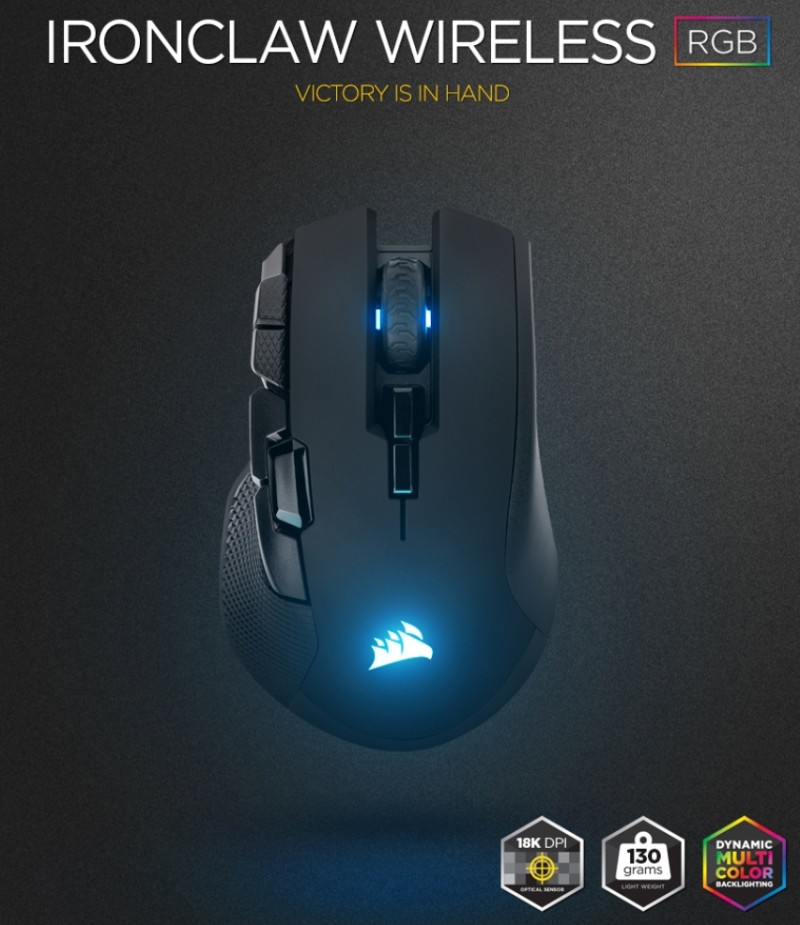 IRONCLAW WIRELESS RGB
VICTORY IS IN HAND
18K DPI
OPTICAL SENSOR
130
grams
LIGHT WEIGHT
DYNAMIC
MULTI
COLOR
BACKLIGHTING